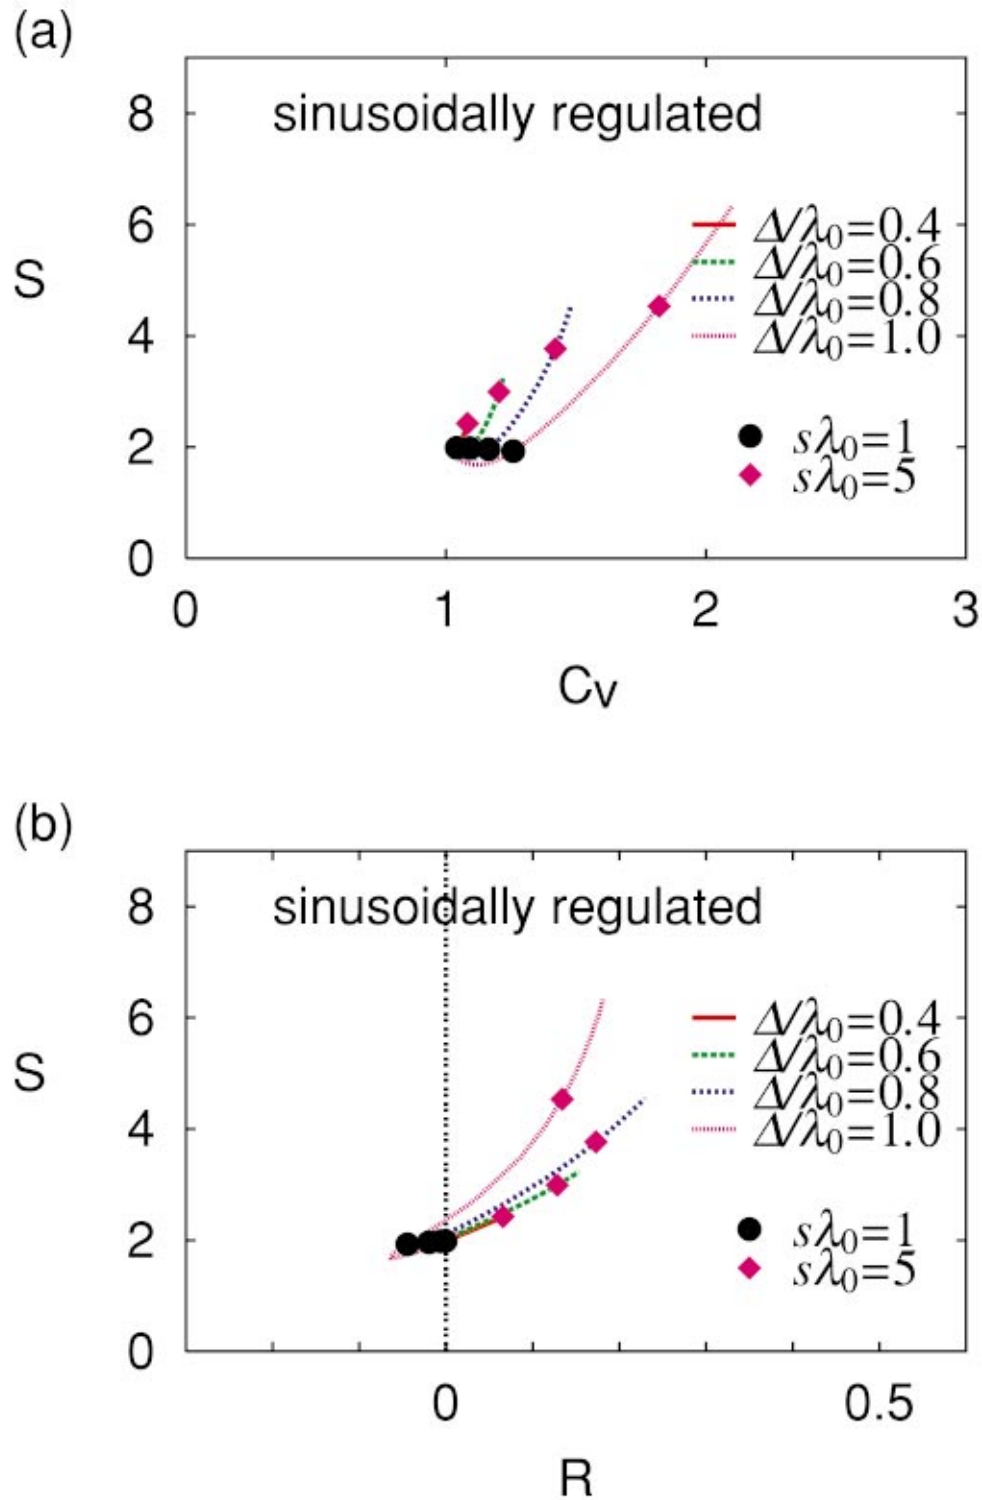 (a)
sinusoidally regulated
8
6
4
2
0
S
Δ/λ0=0.4
Δ/λ0=0.6
Δ/λ0=0.8
Δ/λ0=1.0
sλ0=1
sλ0=5
0 1 2 3
CV
(b)
sinusoidally regulated
8
6
4
2
0
S
Δ/λ0=0.4
Δ/λ0=0.6
Δ/λ0=0.8
Δ/λ0=1.0
sλ0=1
sλ0=5
0 0.5
R